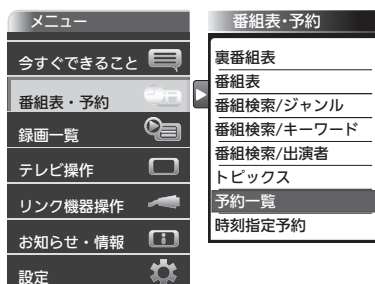 メニュー
今すぐできること
番組表・予約
録画一覧
テレビ操作
リンク機器操作
お知らせ・情報
設定
番組表・予約
裏番組表
番組表
番組検索/ジャンル
番組検索/キーワード
番組検索/出演者
トピックス
予約一覧
時刻指定予約